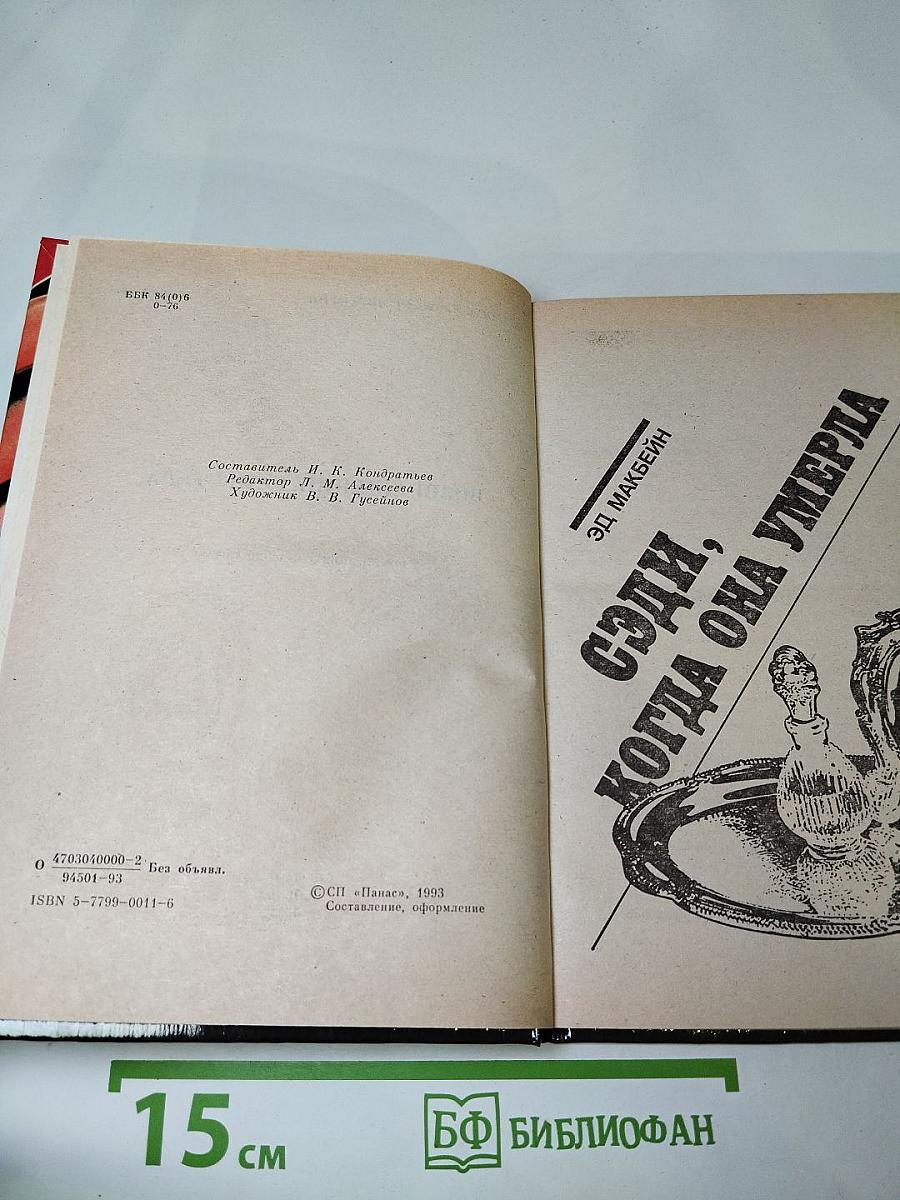 ББК 84(0)6
О-76
Составитель И. К. Кондратьев
Редактор Л. М. Алексеева
Художник В. В. Гусейнов
О 4703040000-2 Без объявл.
94501-93
ISBN 5-7799-0011-6
©СП «Панас», 1993
Составление, оформление
ЭД МАКБЕЙН
СЭДИ,
КОГДА ОНА УМЕРЛА
15 см
БФ БИБЛИОФАН